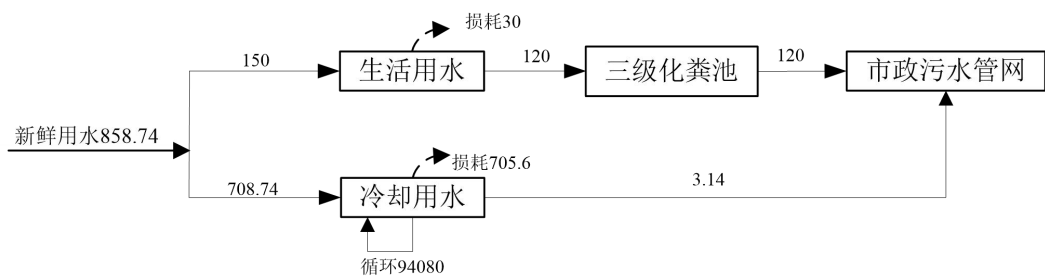 损耗30
150
生活用水
120
三级化粪池
120
市政污水管网
新鲜用水858.74
损耗705.6
708.74
冷却用水
3.14
循环94080